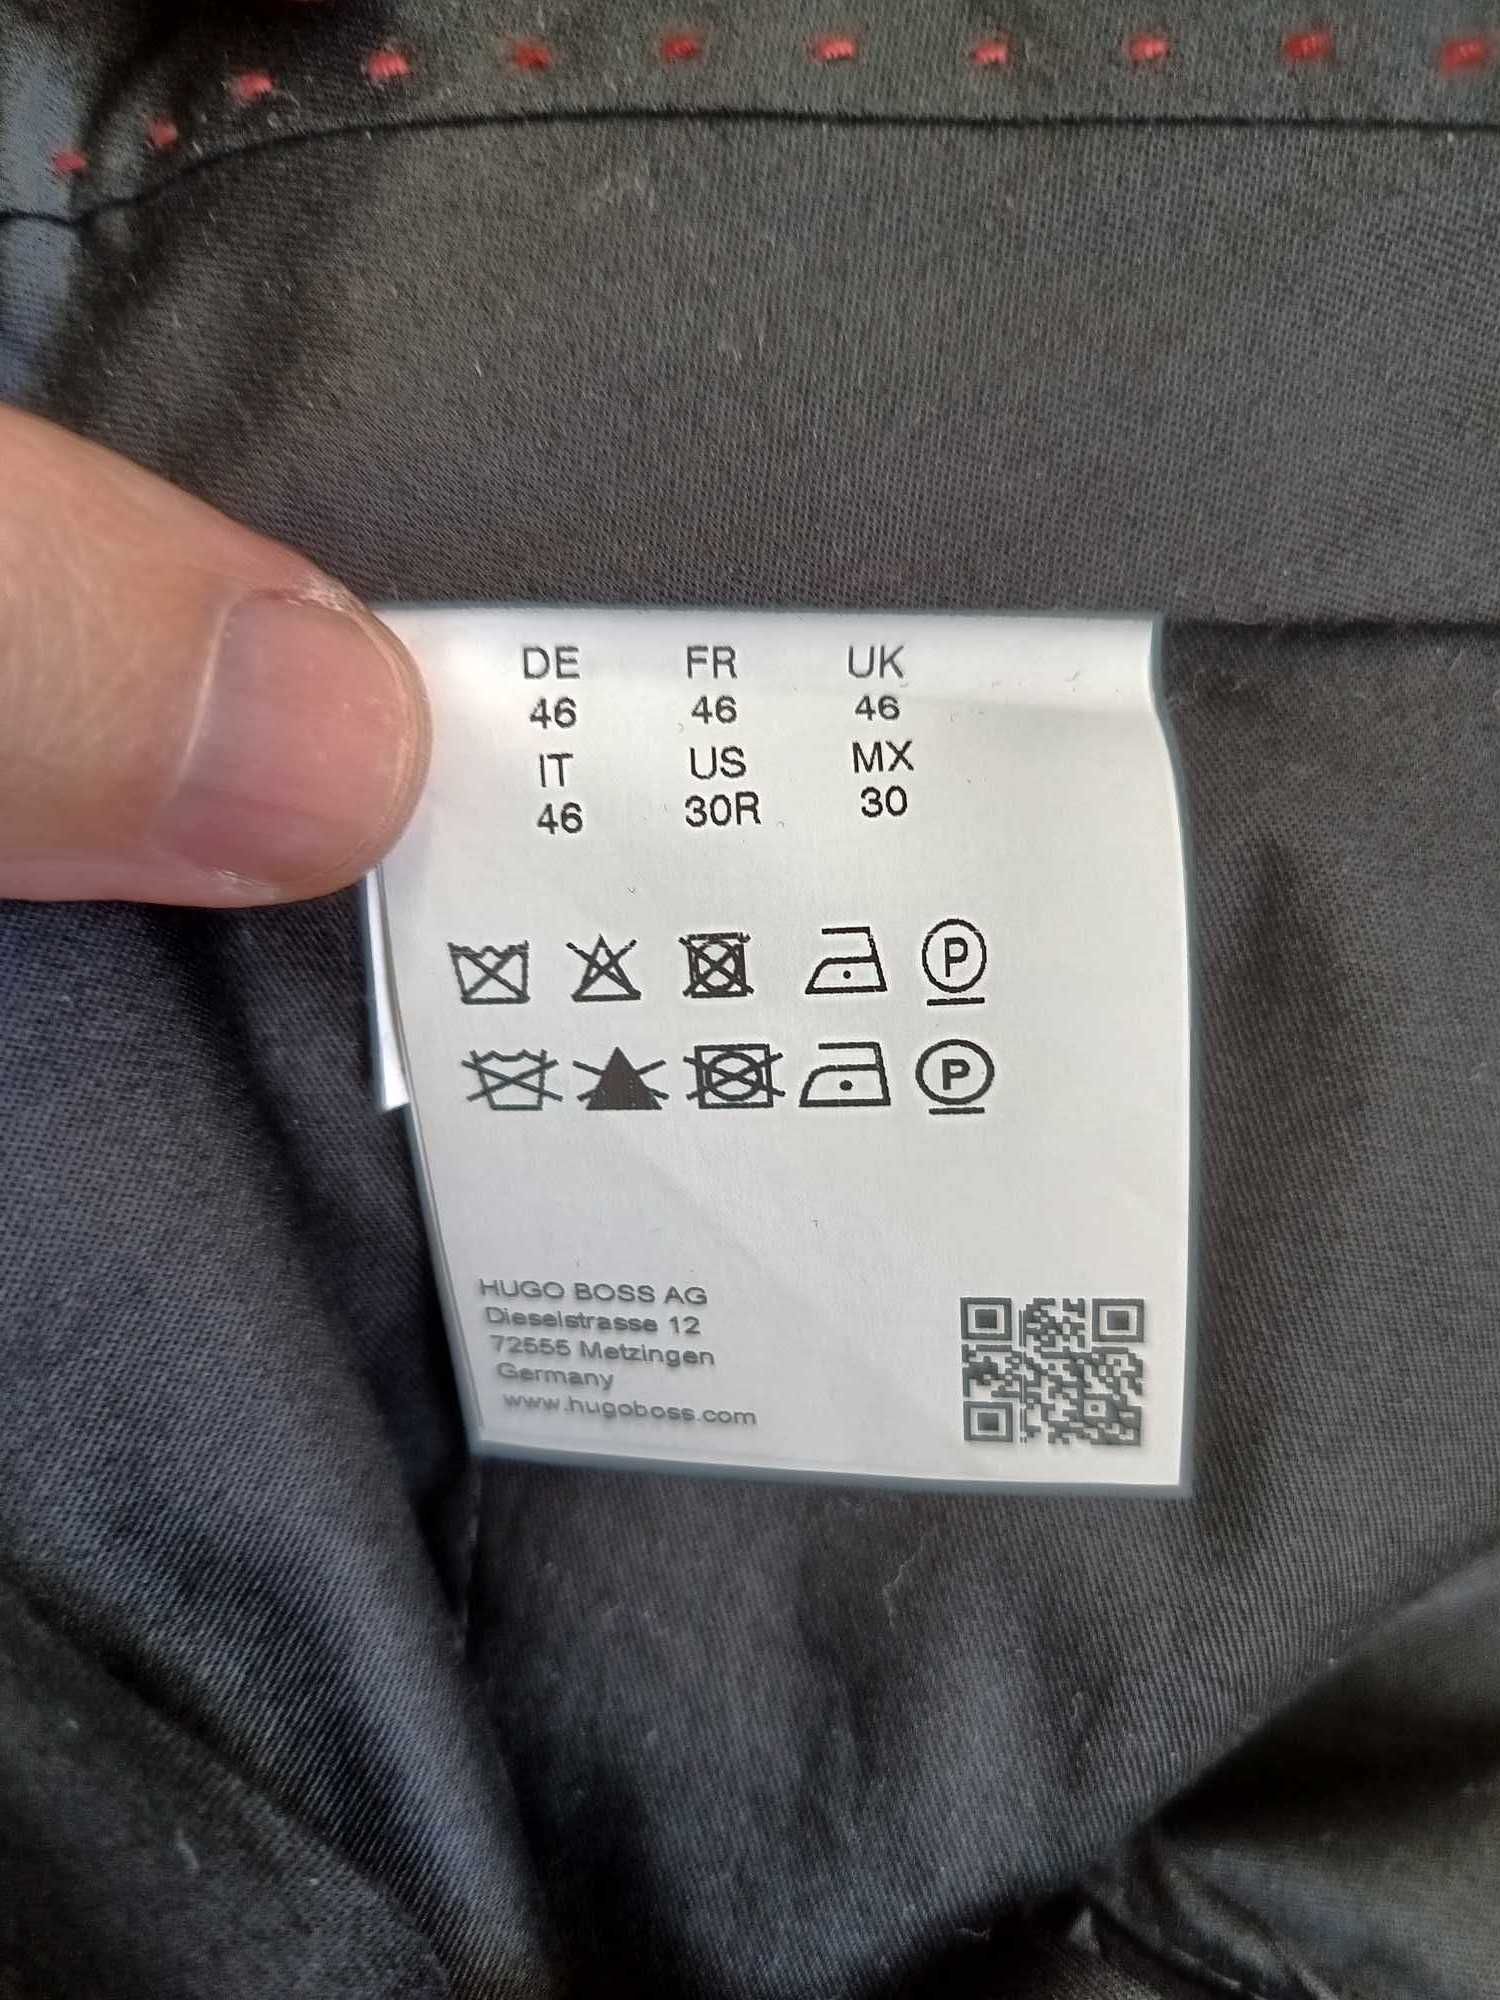 DE FR UK
46 46 46
IT US MX
46 30R 30
P
P
HUGO BOSS AG
Dieselstrasse 12
72555 Metzingen
Germany
www.hugoboss.com